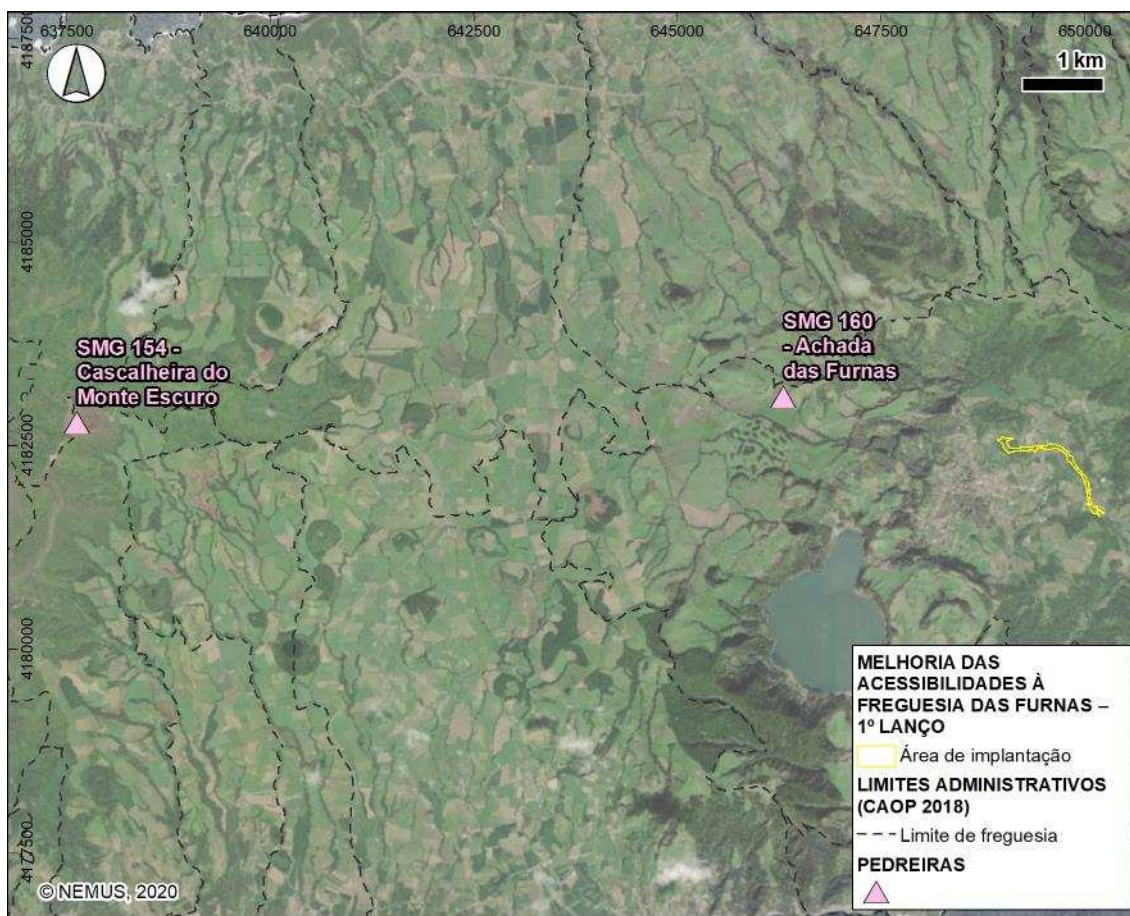 637500
640000
642500
645000
647500
650000
4187500
4185000
4182500
4180000
4177500
1 km
SMG 154 -
Cascalheira do
Monte Escuro
SMG 160
- Achada
das Furnas
MELHORIA DAS
ACESSIBILIDADES À
FREGUESIA DAS FURNAS –
1º LANÇO
Área de implantação
LIMITES ADMINISTRATIVOS
(CAOP 2018)
Limite de freguesia
PEDREIRAS
© NEMUS, 2020